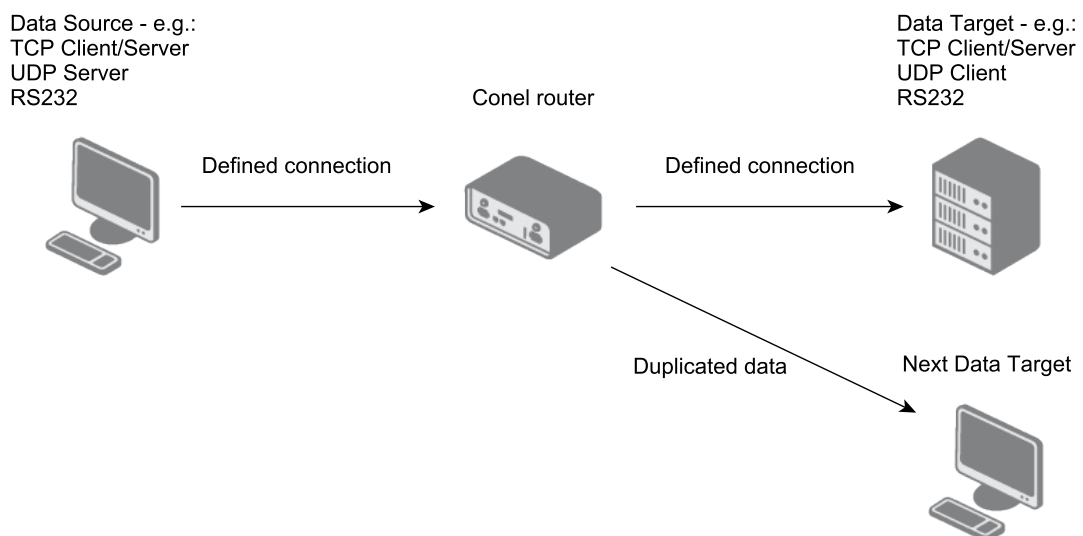 Data Source - e.g.:
TCP Client/Server
UDP Server
RS232
Conel router
Data Target - e.g.:
TCP Client/Server
UDP Client
RS232
Defined connection
Defined connection
Duplicated data
Next Data Target